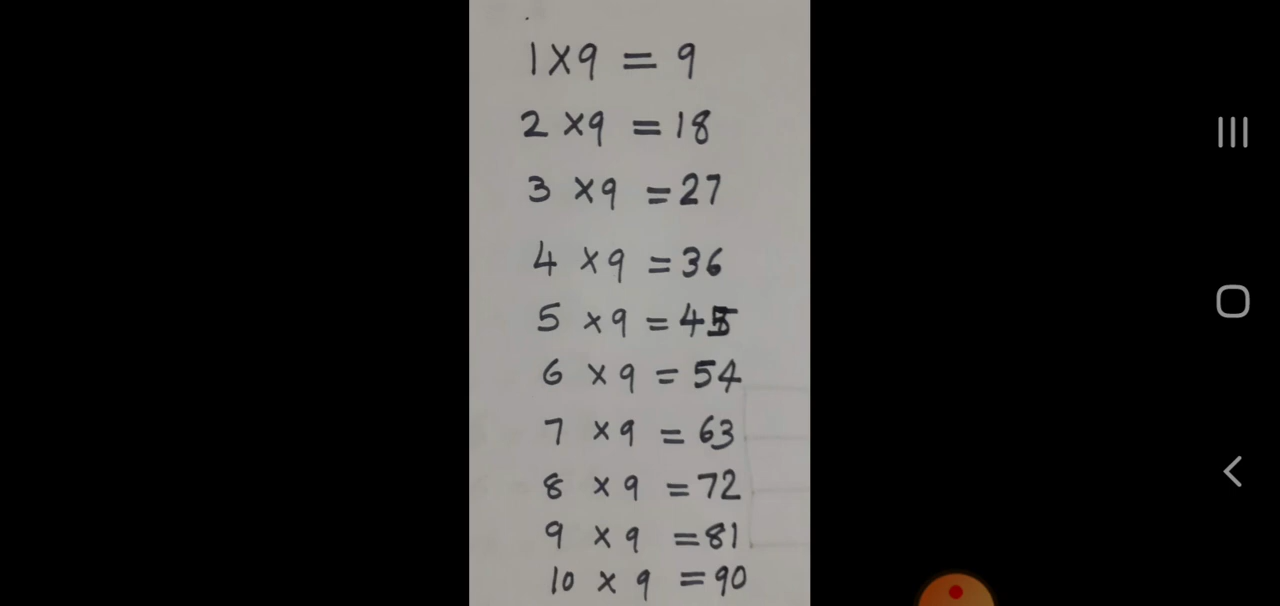 1×9 = 9
2 ×9 =18
3 ×9 =27
4 ×9 =36
5 ×9 =45
6 ×9 =54
7 ×9 =63
8 ×9 =72
9 ×9 =81
10 × 9 =90